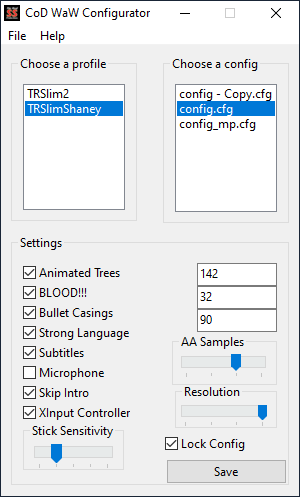 CoD WaW Configurator
File Help
Choose a profile
TRSlim2
TRSlimShaney
Choose a config
config - Copy.cfg
config.cfg
config_mp.cfg
Settings
Animated Trees
BLOOD!!!
Bullet Casings
Strong Language
Subtitles
Microphone
Skip Intro
XInput Controller
Stick Sensitivity
142
32
90
AA Samples
Resolution
Lock Config
Save